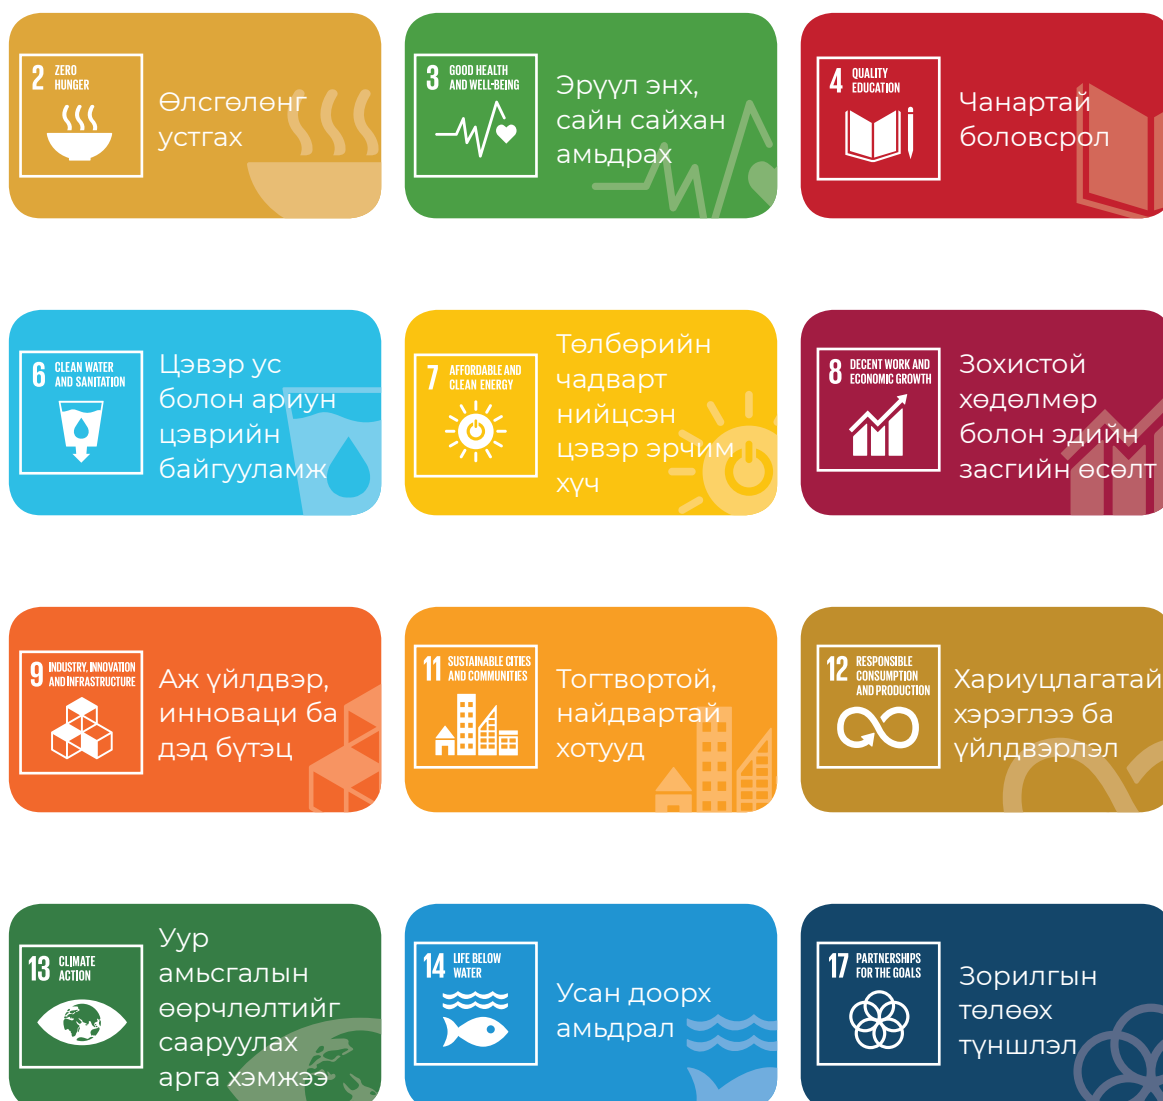 2 ZERO
HUNGER
Өлсгөлөнг
устгах
3 GOOD HEALTH
AND WELL-BEING
Эрүүл энх,
сайн сайхан
амьдрах
4 QUALITY
EDUCATION
Чанартай
боловсрол
6 CLEAN WATER
AND SANITATION
Цэвэр ус
болон ариун
цэврийн
байгууламж
7 AFFORDABLE AND
CLEAN ENERGY
Төлбөрийн
чадварт
нийцсэн
цэвэр эрчим
хүч
8 DECENT WORK AND
ECONOMIC GROWTH
Зохистой
хөдөлмөр
болон эдийн
засгийн өсөлт
9 INDUSTRY, INNOVATION
AND INFRASTRUCTURE
Аж үйлдвэр,
инноваци ба
дэд бүтэц
11 SUSTAINABLE CITIES
AND COMMUNITIES
Тогтвортой,
найдвартай
хотууд
12 RESPONSIBLE
CONSUMPTION
AND PRODUCTION
Хариуцлагатай
хэрэглээ ба
үйлдвэрлэл
13 CLIMATE
ACTION
Уур
амьсгалын
өөрчлөлтийг
сааруулах
арга хэмжээ
14 LIFE BELOW
WATER
Усан доорх
амьдрал
17 PARTNERSHIPS
FOR THE GOALS
Зорилгын
төлөөх
түншлэл